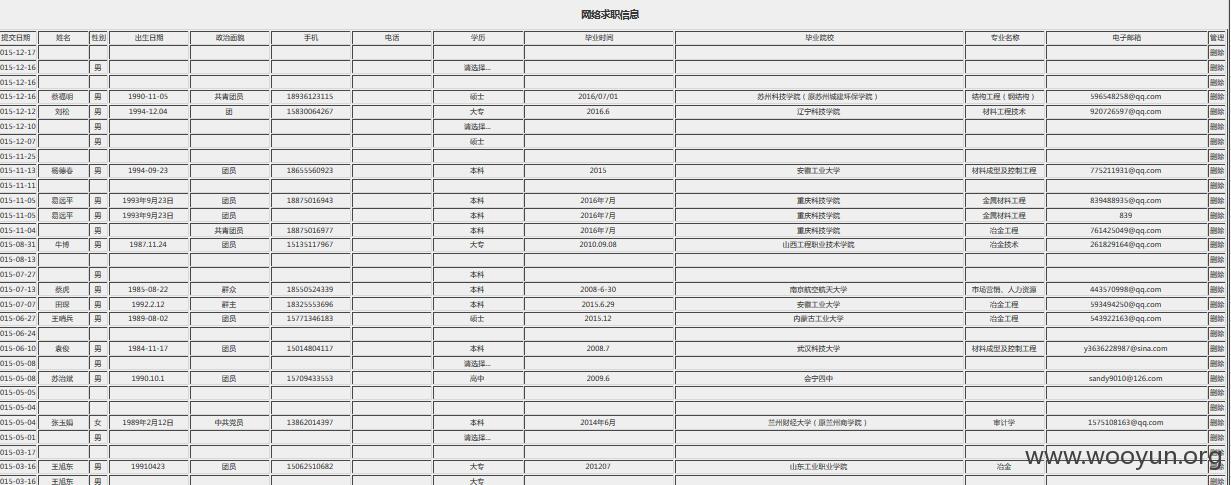 网络求职信息
提交日期 姓名 性别 出生日期 政治面貌 手机 电话 学历 毕业时间 毕业院校 专业名称 电子邮箱 管理
015-12-17 删除
015-12-16 男 请选择... 删除
015-12-16 删除
015-12-16 蔡福明 男 1990-11-05 共青团员 18936123115 硕士 2016/07/01 苏州科技学院（原苏州城建环保学院） 结构工程（钢结构） 596548258@qq.com 删除
015-12-12 刘松 男 1994-12.04 团 15830064267 大专 2016.6 辽宁科技学院 材料工程技术 920726597@qq.com 删除
015-12-10 男 请选择... 删除
015-12-07 男 硕士 删除
015-11-25 删除
015-11-13 杨德春 男 1994-09-23 团员 18655560923 本科 2015 安徽工业大学 材料成型及控制工程 775211931@qq.com 删除
015-11-11 删除
015-11-05 易远平 男 1993年9月23日 团员 18875016943 本科 2016年7月 重庆科技学院 金属材料工程 839488935@qq.com 删除
015-11-05 易远平 男 1993年9月23日 团员 18875016943 本科 2016年7月 重庆科技学院 金属材料工程 839 删除
015-11-04 男 共青团员 18875016977 本科 2016年7月 重庆科技学院 冶金工程 761425049@qq.com 删除
015-08-31 牛博 男 1987.11.24 团员 15135117967 大专 2010.09.08 山西工程职业技术学院 冶金技术 261829164@qq.com 删除
015-08-13 删除
015-07-27 男 本科 删除
015-07-13 蔡虎 男 1985-08-22 群众 18550524339 本科 2008-6-30 南京航空航天大学 市场营销、人力资源 443570998@qq.com 删除
015-07-07 田琛 男 1992.2.12 群主 18325553696 本科 2015.6.29 安徽工业大学 冶金工程 593494250@qq.com 删除
015-06-27 王峭兵 男 1989-08-02 团员 15771346183 硕士 2015.12 内蒙古工业大学 冶金工程 543922163@qq.com 删除
015-06-24 删除
015-06-10 袁俊 男 1984-11-17 团员 15014804117 本科 2008.7 武汉科技大学 材料成型及控制工程 y3636228987@sina.com 删除
015-05-08 男 请选择... 删除
015-05-08 苏治斌 男 1990.10.1 团员 15709433553 高中 2009.6 会宁四中 sandy9010@126.com 删除
015-05-05 删除
015-05-04 删除
015-05-04 张玉娟 女 1989年2月12日 中共党员 13862014397 本科 2014年6月 兰州财经大学（原兰州商学院） 审计学 1575108163@qq.com 删除
015-05-01 男 请选择... 删除
015-03-17 删除
015-03-16 王旭东 男 19910423 团员 15062510682 大专 201207 山东工业职业学院 冶金 删除
015-03-16 王旭东 男 大专 删除
www.wooyun.org